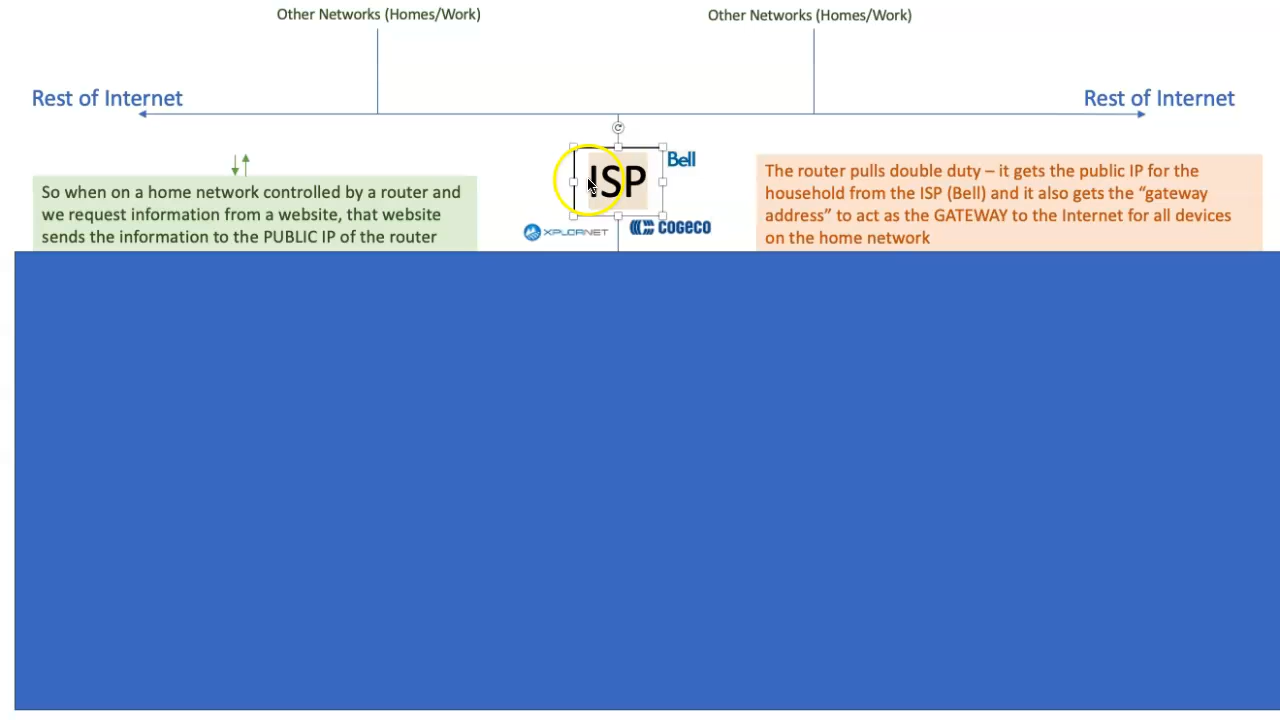 Other Networks (Homes/Work)
Other Networks (Homes/Work)
Rest of Internet
Rest of Internet
ISP
Bell
XPLORNET
COGECO
So when on a home network controlled by a router and
we request information from a website, that website
sends the information to the PUBLIC IP of the router
The router pulls double duty – it gets the public IP for the
household from the ISP (Bell) and it also gets the “gateway
address” to act as the GATEWAY to the Internet for all devices
on the home network